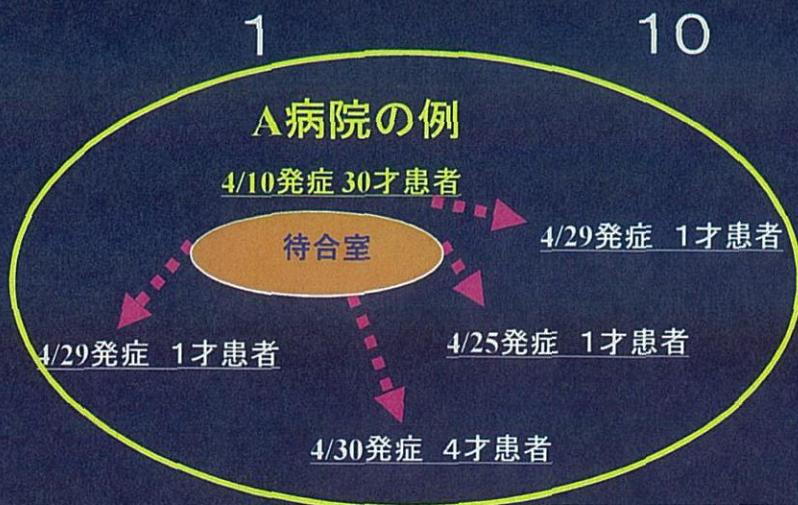 1 10
A病院の例
4/10発症 30才患者
待合室
4/29発症 1才患者
4/29発症 1才患者
4/25発症 1才患者
4/30発症 4才患者